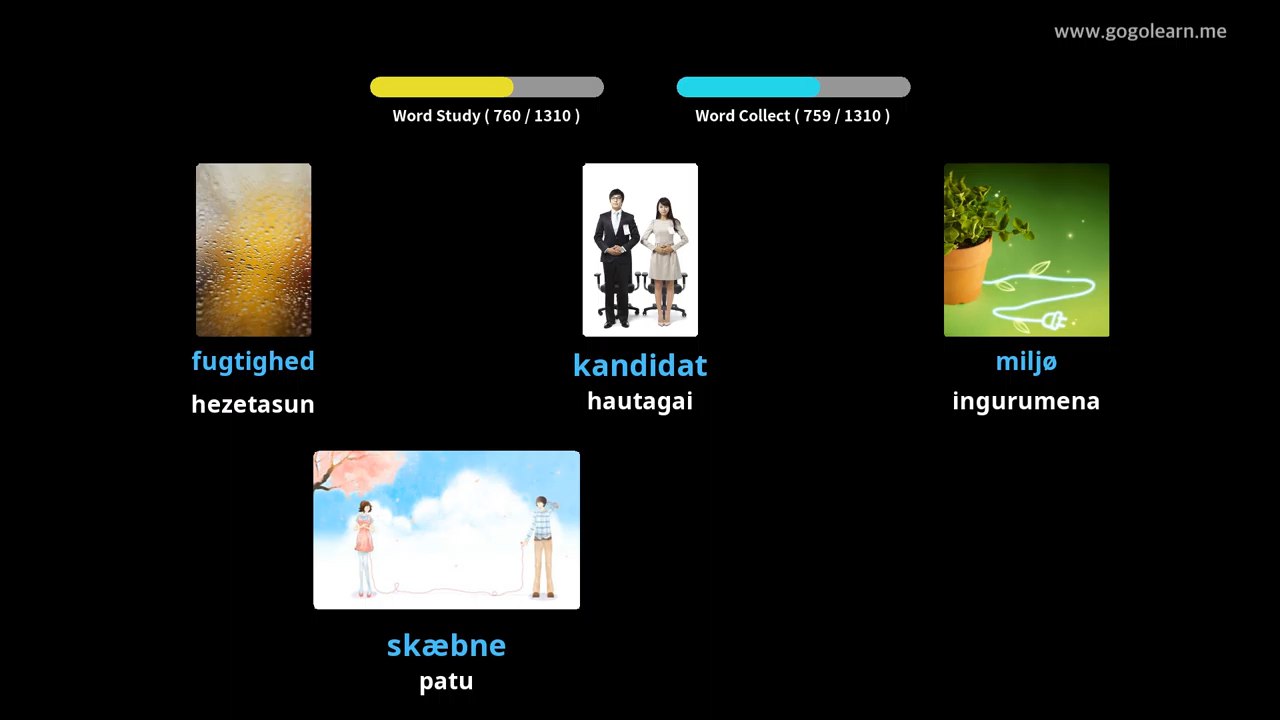 www.gogolearn.me
Word Study ( 760 / 1310 )
Word Collect ( 759 / 1310 )
fugtighed
hezetasun
kandidat
hautagai
miljø
ingurumena
skæbne
patu